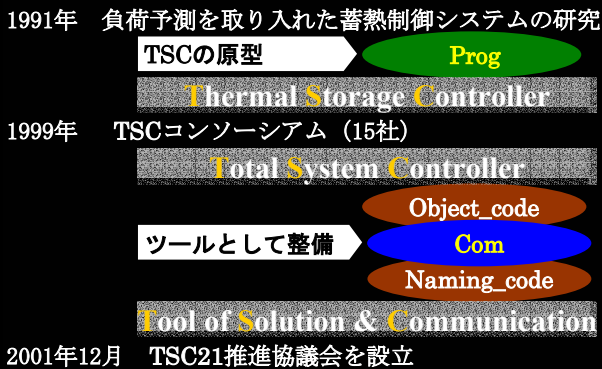 1991年　負荷予測を取り入れた蓄熱制御システムの研究
TSCの原型　Prog
Thermal Storage Controller
1999年　TSCコンソーシアム（15社）
Total System Controller
Object_code
ツールとして整備　Com
Naming_code
Tool of Solution & Communication
2001年12月　TSC21推進協議会を設立